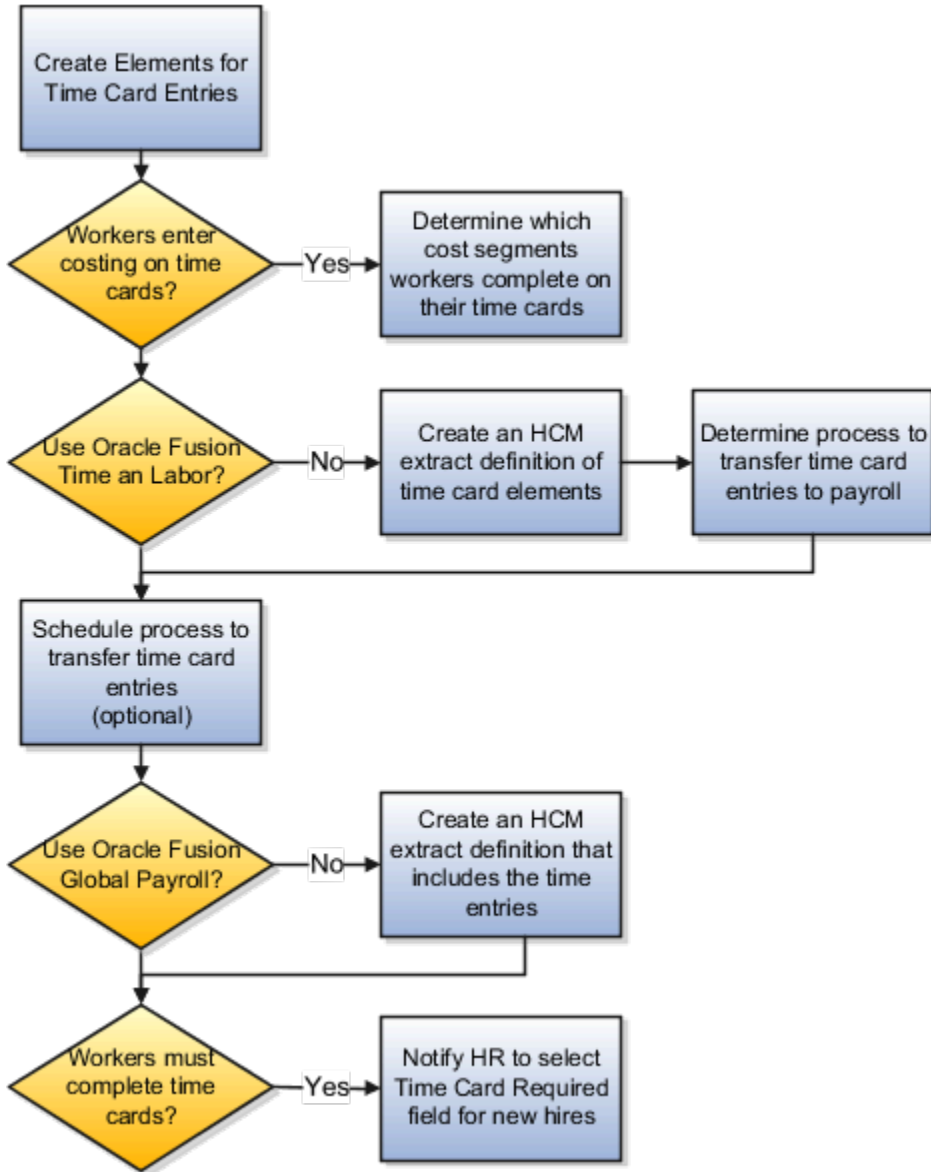 Create Elements for
Time Card Entries
Workers enter
costing on time
cards?
Yes
Determine which
cost segments
workers complete on
their time cards
Use Oracle Fusion
Time an Labor?
No
Create an HCM
extract definition of
time card elements
Determine process to
transfer time card
entries to payroll
Schedule process to
transfer time card
entries
(optional)
Use Oracle Fusion
Global Payroll?
No
Create an HCM
extract definition that
includes the time
entries
Workers must
complete time
cards?
Yes
Notify HR to select
Time Card Required
field for new hires